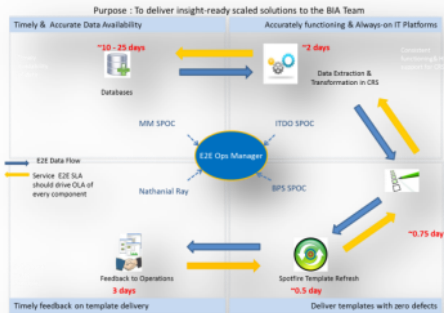 Purpose : To deliver insight-ready scaled solutions to the BIA Team
Timely & Accurate Data Availability
Accurately functioning & Always-on IT Platforms
~10 - 25 days
~2 days
Databases
Data Extraction &
Transformation in CRS
MM SPOC
ITDO SPOC
E2E Ops Manager
E2E Data Flow
Service E2E SLA
should drive OLA of
every component
Nathanial Ray
BPS SPOC
~0.75 day
Feedback to Operations
3 days
Spotfire Template Refresh
~0.5 day
Timely feedback on template delivery
Deliver templates with zero defects